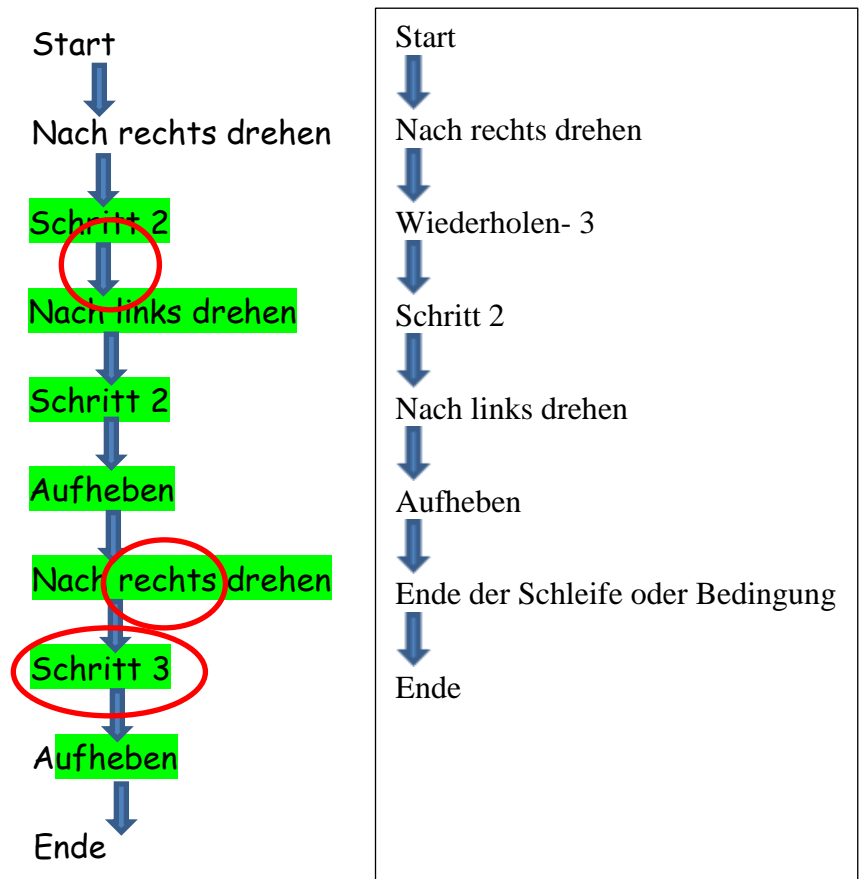 Start
Nach rechts drehen
Schritt 2
Nach links drehen
Schritt 2
Aufheben
Nach rechts drehen
Schritt 3
Aufheben
Ende
Start
Nach rechts drehen
Wiederholen- 3
Schritt 2
Nach links drehen
Aufheben
Ende der Schleife oder Bedingung
Ende